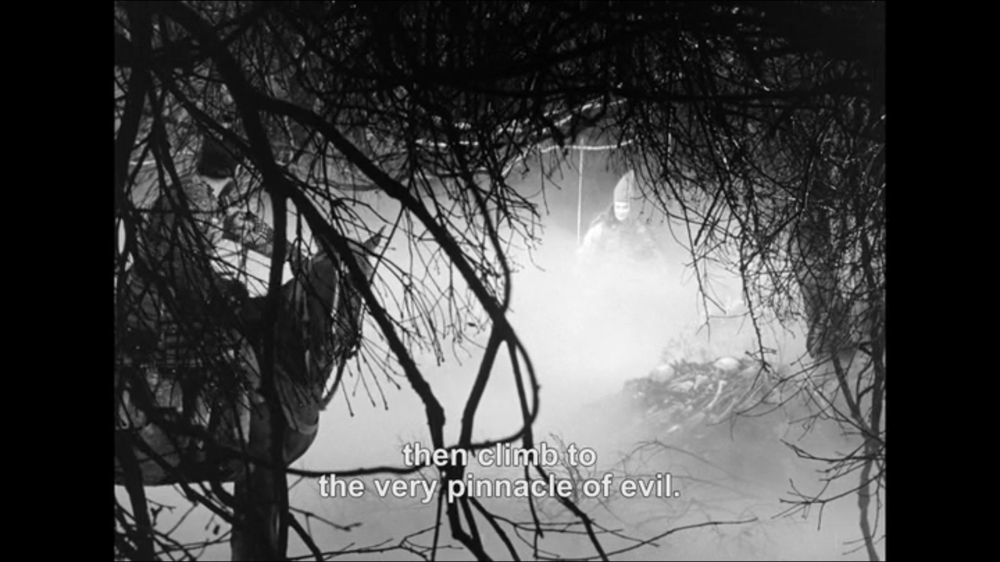 then climb to
the very pinnacle of evil.